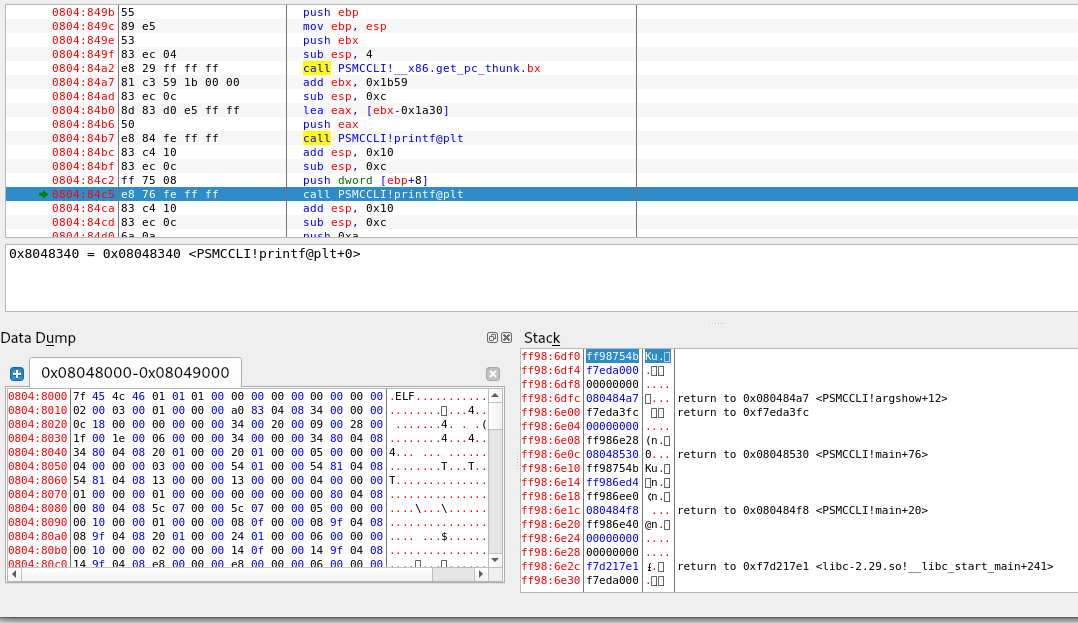 0804:849b 55 push ebp
0804:849c 89 e5 mov ebp, esp
0804:849e 53 push ebx
0804:849f 83 ec 04 sub esp, 4
0804:84a2 e8 29 ff ff ff call PSMCCLI!__x86.get_pc_thunk.bx
0804:84a7 81 c3 59 1b 00 00 add ebx, 0x1b59
0804:84ad 83 ec 0c sub esp, 0xc
0804:84b0 8d 83 d0 e5 ff ff lea eax, [ebx-0x1a30]
0804:84b6 50 push eax
0804:84b7 e8 84 fe ff ff call PSMCCLI!printf@plt
0804:84bc 83 c4 10 add esp, 0x10
0804:84bf 83 ec 0c sub esp, 0xc
0804:84c2 ff 75 08 push dword [ebp+8]
0804:84c5 e8 76 fe ff ff call PSMCCLI!printf@plt
0804:84ca 83 c4 10 add esp, 0x10
0804:84cd 83 ec 0c sub esp, 0xc
0804:84d0 6a 0a push 0xa
0x8048340 = 0x08048340 <PSMCCLI!printf@plt+0>
Data Dump
0x08048000-0x08049000
0804:8000 7f 45 4c 46 01 01 01 00 00 00 00 00 00 00 00 00 .ELF............
0804:8010 02 00 03 00 01 00 00 00 a0 83 04 08 34 00 00 00
0804:8020 0c 18 00 00 00 00 00 00 34 00 20 00 09 00 28 00
0804:8030 1f 00 1e 00 06 00 00 00 34 00 00 00 34 80 04 08
0804:8040 34 80 04 08 20 01 00 00 20 01 00 00 05 00 00 00
0804:8050 04 00 00 00 03 00 00 00 54 01 00 00 54 81 04 08
0804:8060 54 81 04 08 13 00 00 00 13 00 00 00 04 00 00 00
0804:8070 01 00 00 00 01 00 00 00 00 00 00 00 00 80 04 08
0804:8080 00 80 04 08 5c 07 00 00 5c 07 00 00 05 00 00 00
0804:8090 00 10 00 00 01 00 00 00 08 0f 00 00 08 9f 04 08
0804:80a0 08 9f 04 08 20 01 00 00 24 01 00 00 06 00 00 00
0804:80b0 00 10 00 00 02 00 00 00 14 0f 00 00 14 9f 04 08
0804:80c0 14 9f 04 08 e8 00 00 00 e8 00 00 00 06 00 00 00
Stack
ff98:6df0 ff98754b Ku.
ff98:6df4 f7eda000
ff98:6df8 00000000 ....
ff98:6dfc 080484a7 return to 0x080484a7 <PSMCCLI!argshow+12>
ff98:6e00 f7eda3fc return to 0xf7eda3fc
ff98:6e04 00000000 ....
ff98:6e08 ff986e28 (n.
ff98:6e0c 08048530 0... return to 0x08048530 <PSMCCLI!main+76>
ff98:6e10 ff98754b Ku.
ff98:6e14 ff986ed4 n.
ff98:6e18 ff986ee0 n.
ff98:6e1c 080484f8 ... return to 0x080484f8 <PSMCCLI!main+20>
ff98:6e20 ff986e40 @n.
ff98:6e24 00000000 ....
ff98:6e28 00000000 ....
ff98:6e2c f7d217e1 return to 0xf7d217e1 <libc-2.29.so!__libc_start_main+241>
ff98:6e30 f7eda000